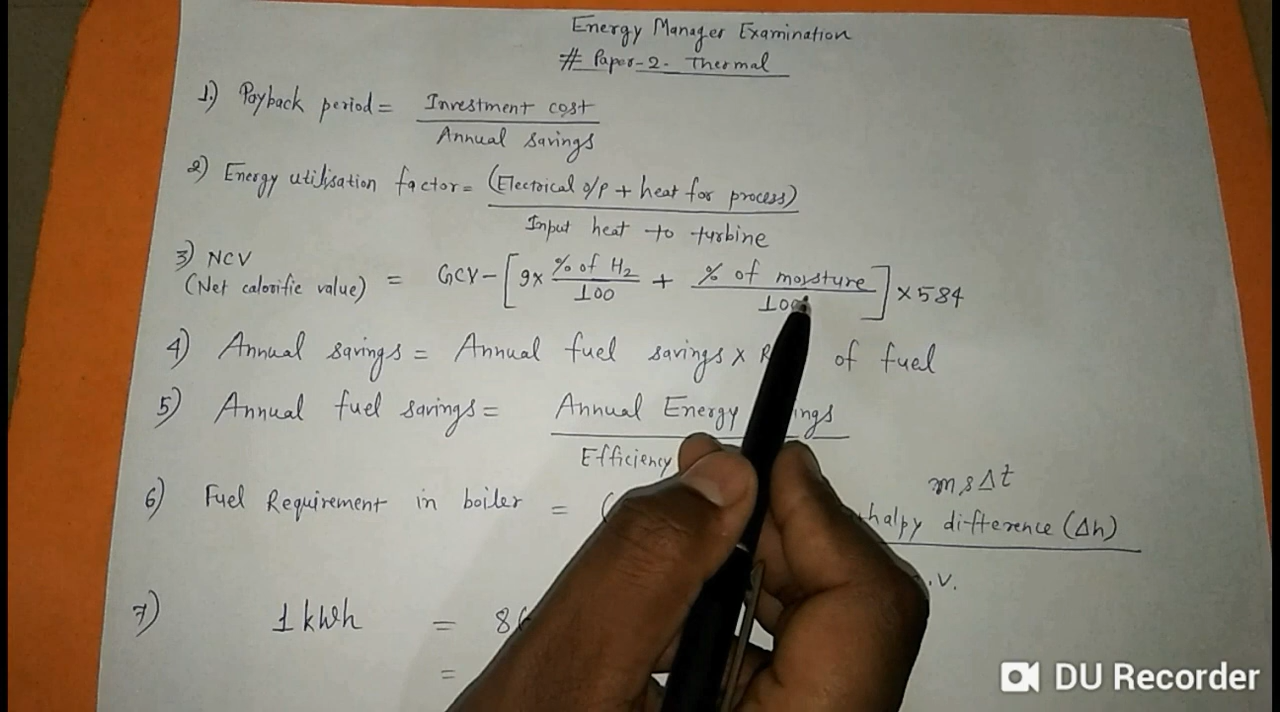 Energy Manager Examination
# Paper-2- Thermal
1.) Payback period = Investment cost
Annual savings
2) Energy utilisation factor = (Electrical o/p + heat for process)
Input heat to turbine
3) NCV
(Net calorific value) = GCV - [9x % of H2 / 100 + % of moisture / 100] x 584
4) Annual savings = Annual fuel savings x of fuel
5) Annual fuel savings = Annual Energy ings
Efficiency
m s Δt
6) Fuel Requirement in boiler = ( thalpy difference (Δh)
.V.
7) 1 kWh = 86
=
DU Recorder